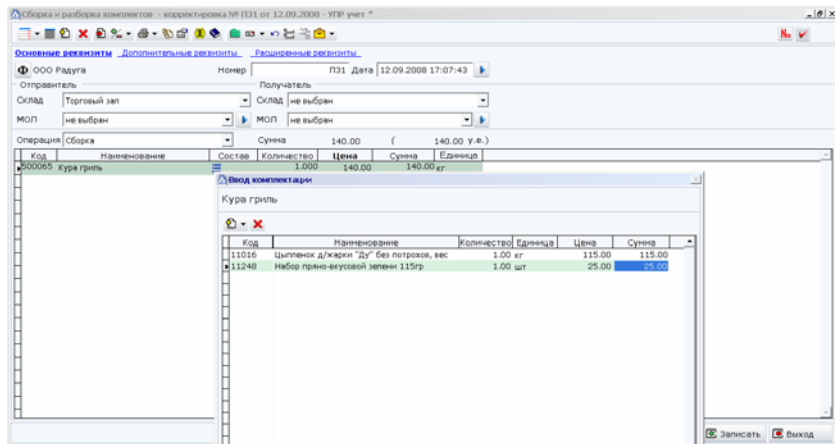 Сборка и разборка комплектов - корректировка № П31 от 12.09.2008 - УПР учет *
Основные реквизиты Дополнительные реквизиты Расширенные реквизиты
Ф ООО Радуга Номер П31 Дата 12.09.2008 17:07:43
Отправитель Получатель
Склад Торговый зал Склад не выбран
МОЛ не выбран МОЛ не выбран
Операция Сборка Сумма 140.00 ( 140.00 у.е.)
Код Наименование Состав Количество Цена Сумма Единица
500065 Кура гриль 1.000 140.00 140.00 кг
Ввод комплектации
Кура гриль
Код Наименование Количество Единица Цена Сумма
11016 Цыпленок д/жарки "Ду" без потрохов, вес 1.00 кг 115.00 115.00
11248 Набор пряно-вкусовой зелени 115гр 1.00 шт 25.00 25.00
Записать Выход